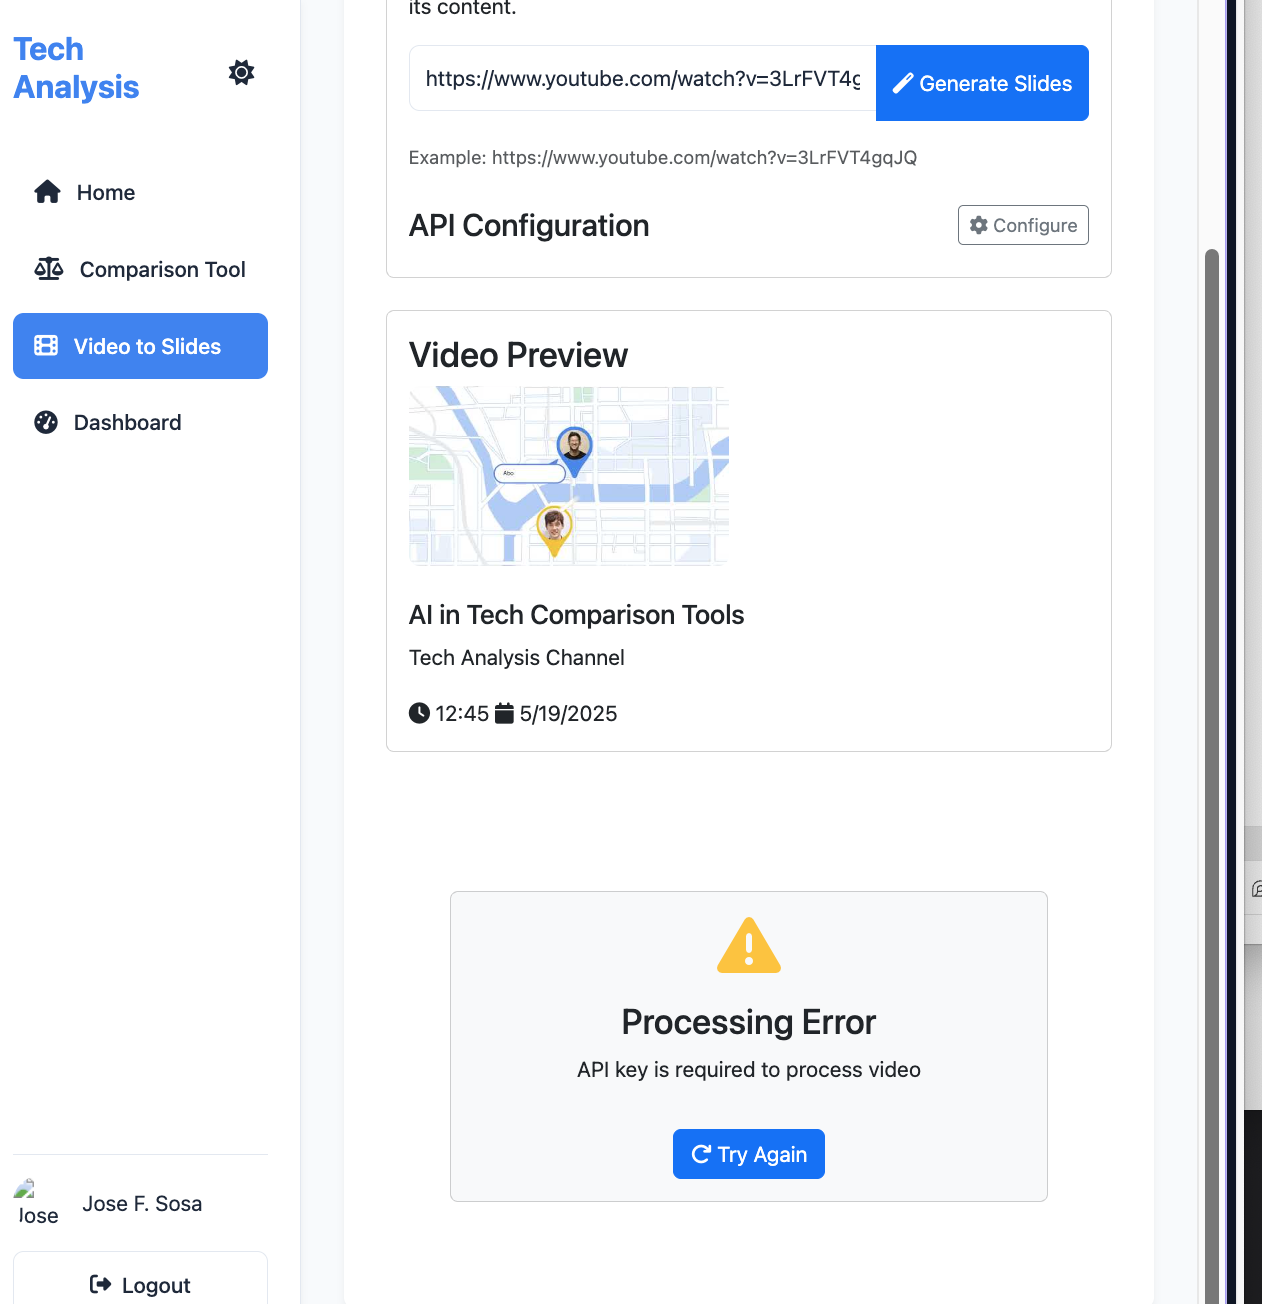 Tech
Analysis
Home
Comparison Tool
Video to Slides
Dashboard
Jose F. Sosa
Jose
Logout
its content.
https://www.youtube.com/watch?v=3LrFVT4g
Generate Slides
Example: https://www.youtube.com/watch?v=3LrFVT4gqJQ
API Configuration
Configure
Video Preview
Abo
AI in Tech Comparison Tools
Tech Analysis Channel
12:45 5/19/2025
Processing Error
API key is required to process video
Try Again